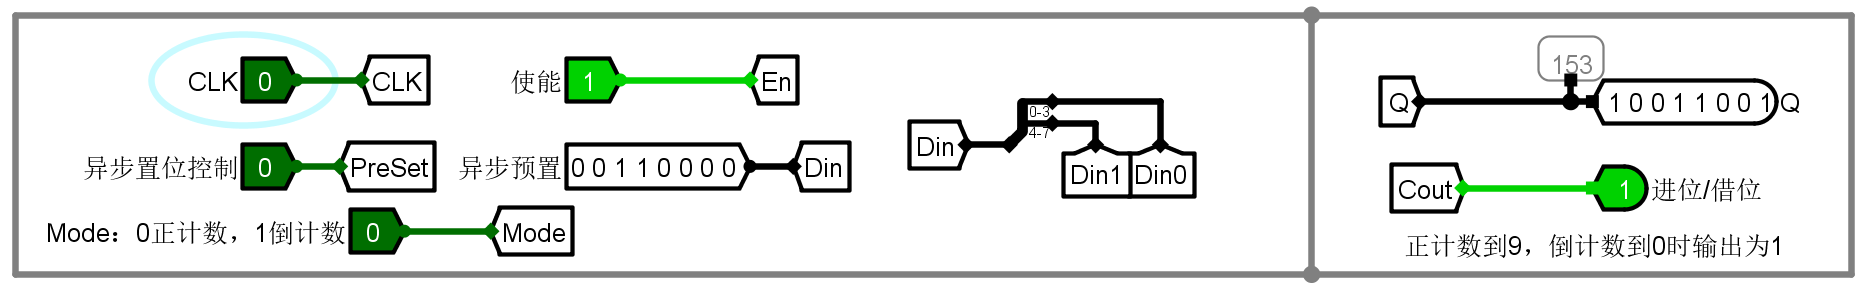 CLK 0 CLK
使能 1 En
异步置位控制 0 PreSet
异步预置 0 0 1 1 0 0 0 0 Din
Mode：0正计数，1倒计数 0 Mode
Din 0-3
4-7
Din1 Din0
153
Q 1 0 0 1 1 0 0 1 Q
Cout 1 进位/借位
正计数到9，倒计数到0时输出为1